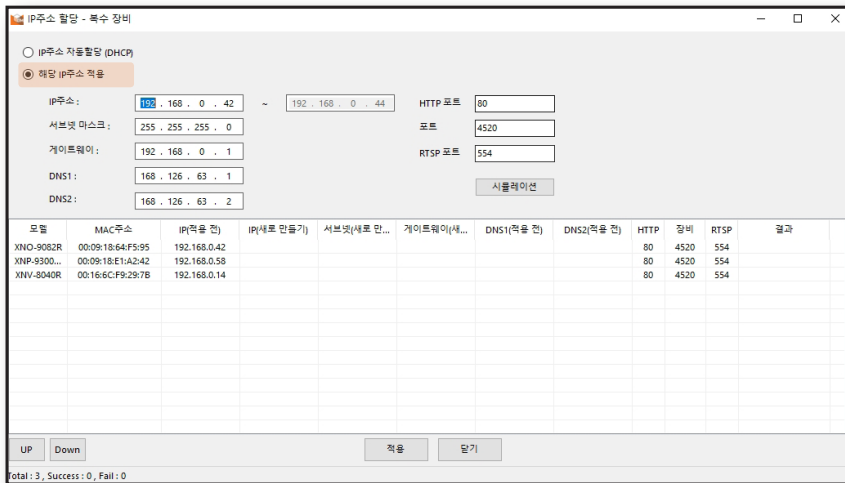 IP주소 할당 - 복수 장비
IP주소 자동할당 (DHCP)
해당 IP주소 적용
IP주소 : 192 . 168 . 0 . 42 ~ 192 . 168 . 0 . 44 HTTP 포트 80
서브넷 마스크 : 255 . 255 . 255 . 0 포트 4520
게이트웨이 : 192 . 168 . 0 . 1 RTSP 포트 554
DNS1 : 168 . 126 . 63 . 1
시뮬레이션
DNS2 : 168 . 126 . 63 . 2
모델 MAC주소 IP(적용 전) IP(새로 만들기) 서브넷(새로 만... 게이트웨이(새... DNS1(적용 전) DNS2(적용 전) HTTP 장비 RTSP 결과
XNO-9082R 00:09:18:64:F5:95 192.168.0.42 80 4520 554
XNP-9300... 00:09:18:E1:A2:42 192.168.0.58 80 4520 554
XNV-8040R 00:16:6C:F9:29:7B 192.168.0.14 80 4520 554
UP Down 적용 닫기
Total : 3 , Success : 0 , Fail : 0